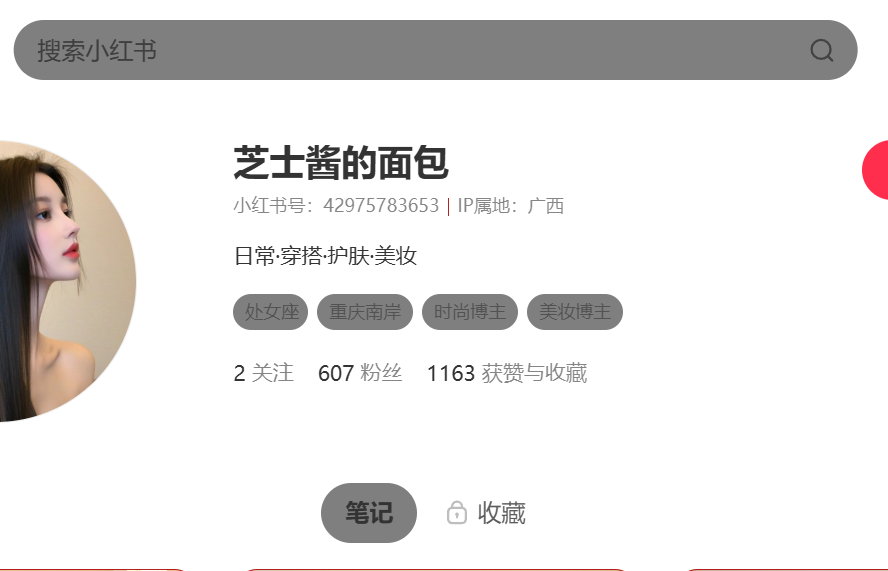 搜索小红书
芝士酱的面包
小红书号：42975783653 | IP属地：广西
日常·穿搭·护肤·美妆
处女座 重庆南岸 时尚博主 美妆博主
2 关注 607 粉丝 1163 获赞与收藏
笔记 收藏